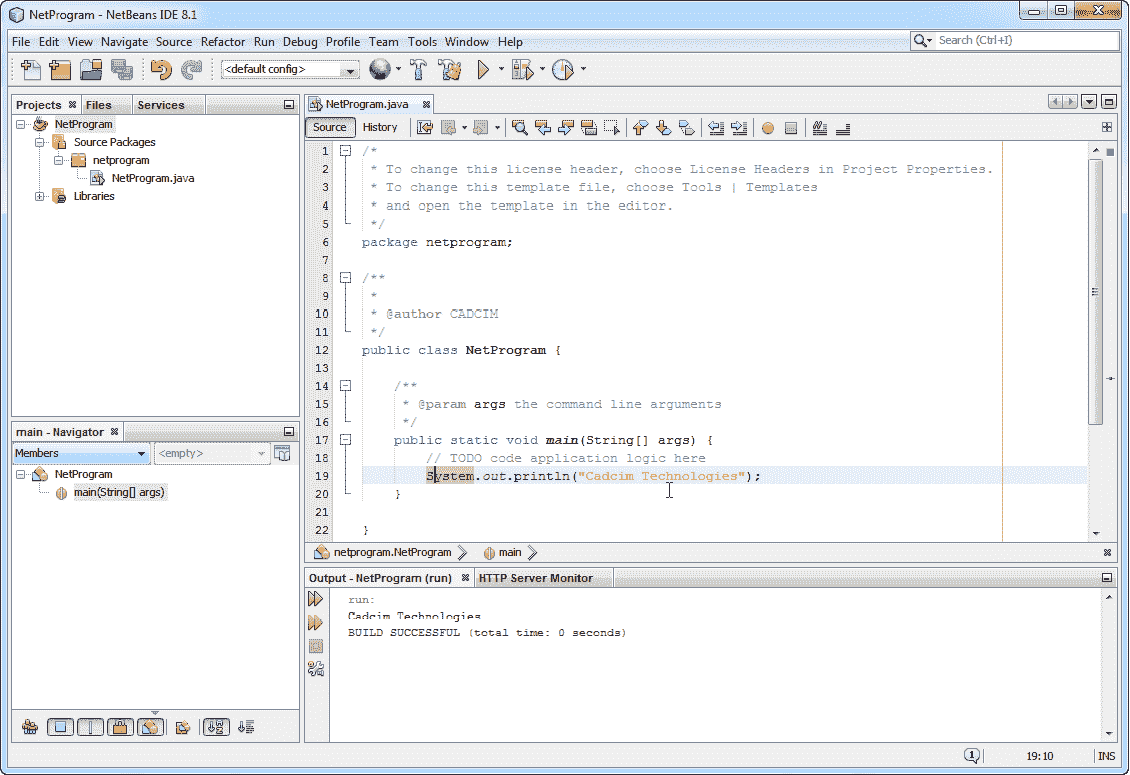 NetProgram - NetBeans IDE 8.1
File Edit View Navigate Source Refactor Run Debug Profile Team Tools Window Help
Search (Ctrl+I)
<default config>
Projects Files Services
NetProgram
Source Packages
netprogram
NetProgram.java
Libraries
main - Navigator
Members <empty>
NetProgram
main(String[] args)
NetProgram.java
Source History
1 /*
2 * To change this license header, choose License Headers in Project Properties.
3 * To change this template file, choose Tools | Templates
4 * and open the template in the editor.
5 */
6 package netprogram;
7
8 /**
9 *
10 * @author CADCIM
11 */
12 public class NetProgram {
13
14 /**
15 * @param args the command line arguments
16 */
17 public static void main(String[] args) {
18 // TODO code application logic here
19 System.out.println("Cadcim Technologies");
20 }
21
22 }
netprogram.NetProgram main
Output - NetProgram (run) HTTP Server Monitor
run:
Cadcim Technologies
BUILD SUCCESSFUL (total time: 0 seconds)
1 19:10 INS